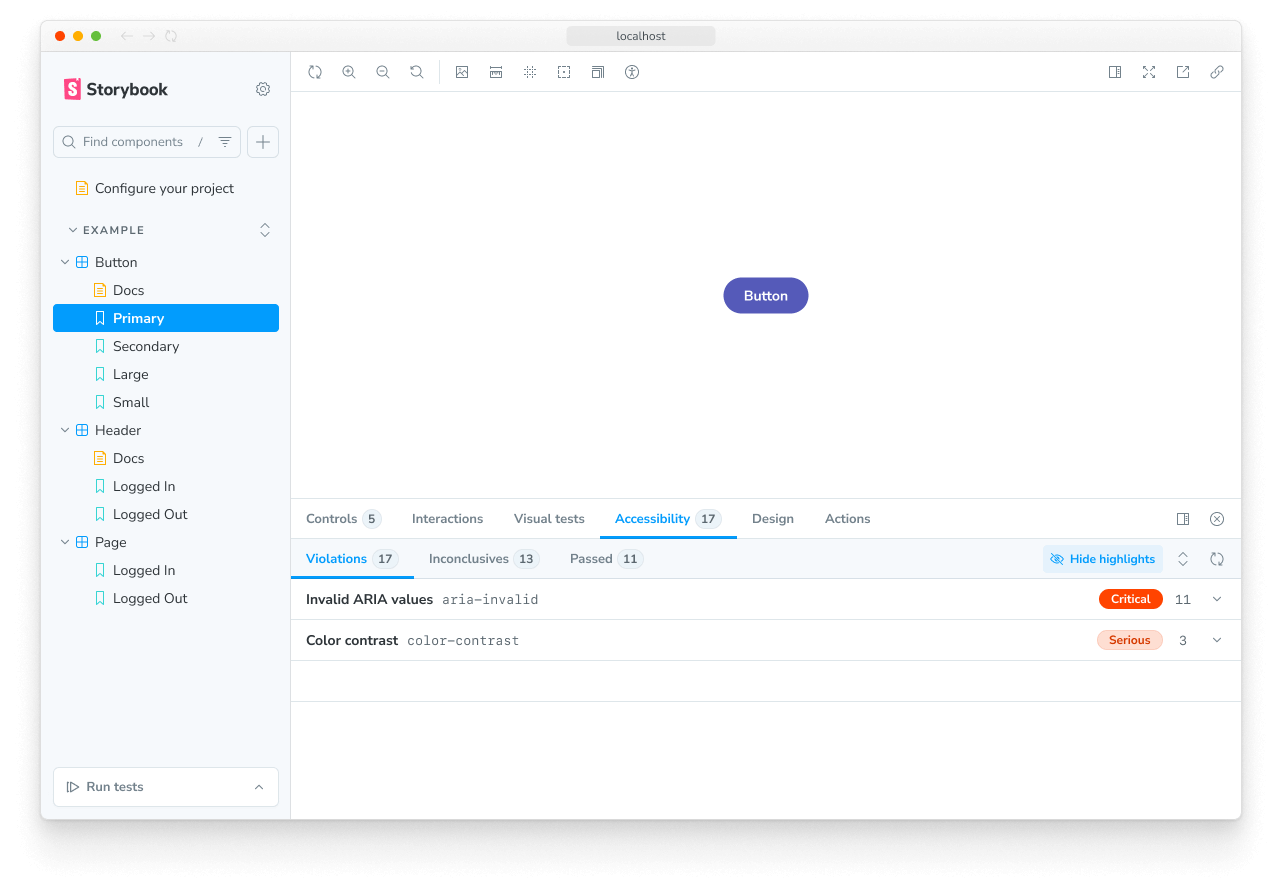 localhost
Storybook
Find components /
Configure your project
EXAMPLE
Button
Docs
Primary
Secondary
Large
Small
Header
Docs
Logged In
Logged Out
Page
Logged In
Logged Out
Run tests
Button
Controls 5 Interactions Visual tests Accessibility 17 Design Actions
Violations 17 Inconclusives 13 Passed 11 Hide highlights
Invalid ARIA values aria-invalid Critical 11
Color contrast color-contrast Serious 3